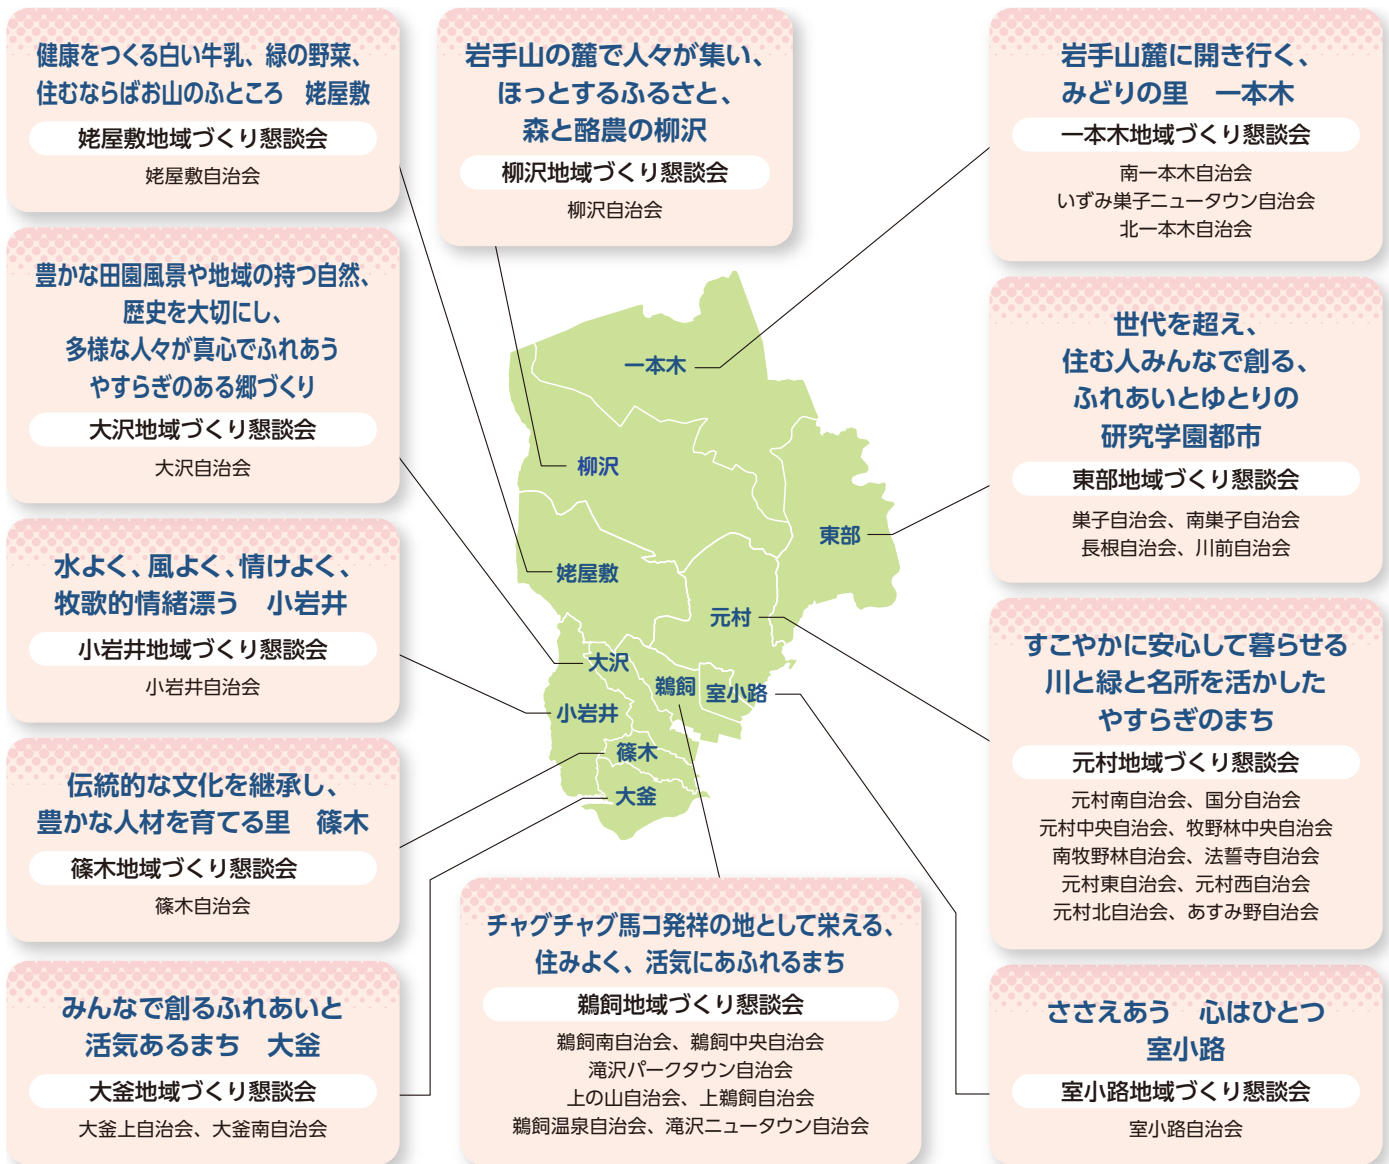 健康をつくる白い牛乳、緑の野菜、
住むならばお山のふところ　姥屋敷
姥屋敷地域づくり懇談会
姥屋敷自治会
岩手山の麓で人々が集い、
ほっとするふるさと、
森と酪農の柳沢
柳沢地域づくり懇談会
柳沢自治会
岩手山麓に開き行く、
みどりの里　一本木
一本木地域づくり懇談会
南一本木自治会
いずみ巣子ニュータウン自治会
北一本木自治会
豊かな田園風景や地域の持つ自然、
歴史を大切にし、
多様な人々が真心でふれあう
やすらぎのある郷づくり
大沢地域づくり懇談会
大沢自治会
世代を超え、
住む人みんなで創る、
ふれあいとゆとりの
研究学園都市
東部地域づくり懇談会
巣子自治会、南巣子自治会
長根自治会、川前自治会
一本木
柳沢
東部
姥屋敷
元村
大沢
鵜飼
室小路
小岩井
篠木
大釜
水よく、風よく、情けよく、
牧歌的情緒漂う　小岩井
小岩井地域づくり懇談会
小岩井自治会
すこやかに安心して暮らせる
川と緑と名所を活かした
やすらぎのまち
元村地域づくり懇談会
元村南自治会、国分自治会
元村中央自治会、牧野林中央自治会
南牧野林自治会、法誓寺自治会
元村東自治会、元村西自治会
元村北自治会、あすみ野自治会
伝統的な文化を継承し、
豊かな人材を育てる里　篠木
篠木地域づくり懇談会
篠木自治会
チャグチャグ馬コ発祥の地として栄える、
住みよく、活気にあふれるまち
鵜飼地域づくり懇談会
鵜飼南自治会、鵜飼中央自治会
滝沢パークタウン自治会
上の山自治会、上鵜飼自治会
鵜飼温泉自治会、滝沢ニュータウン自治会
みんなで創るふれあいと
活気あるまち　大釜
大釜地域づくり懇談会
大釜上自治会、大釜南自治会
ささえあう　心はひとつ
室小路
室小路地域づくり懇談会
室小路自治会